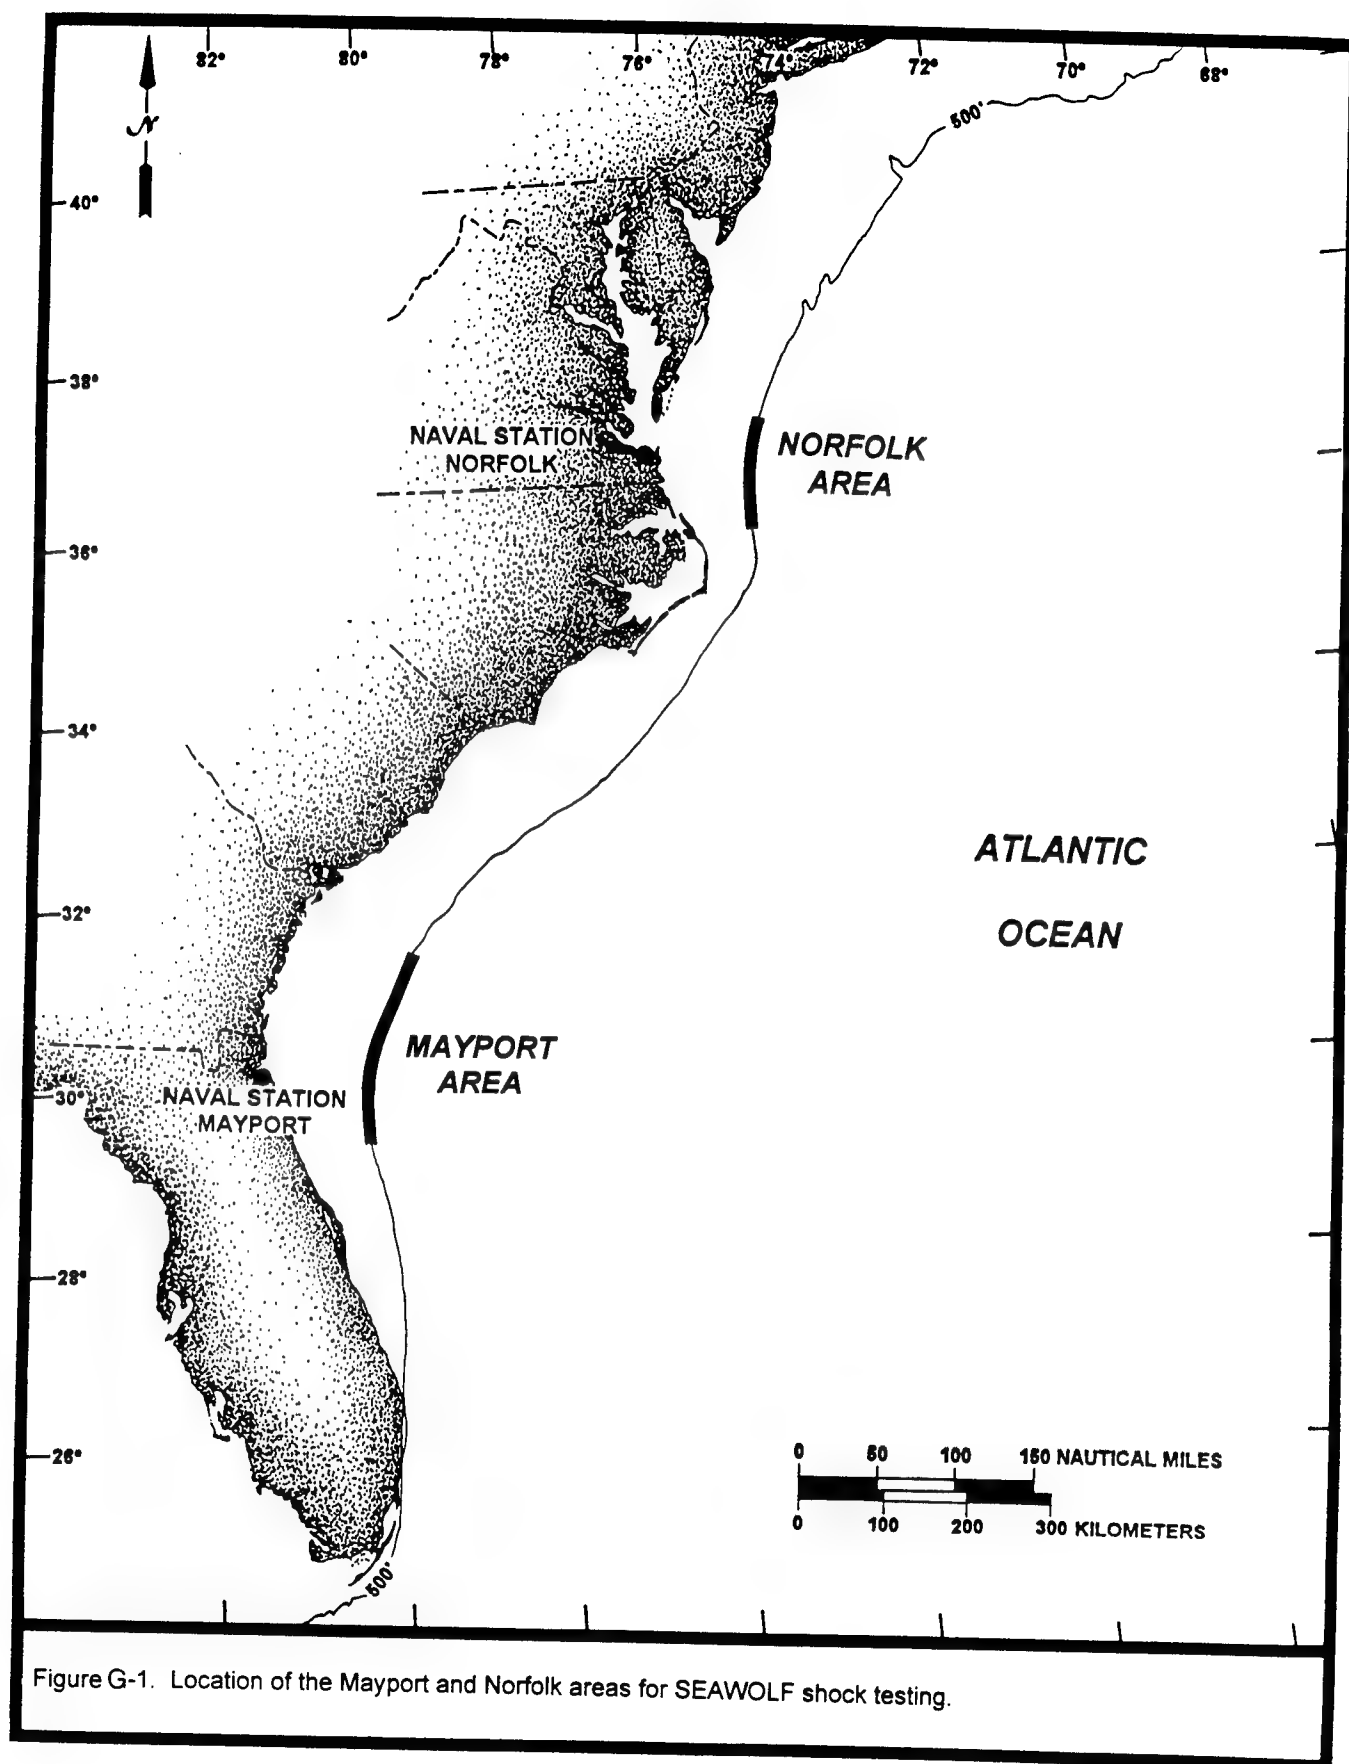 82° 80° 78° 76° 74° 72° 70° 68°
N
500'
40°
38°
NAVAL STATION
NORFOLK
NORFOLK
AREA
36°
34°
ATLANTIC
OCEAN
32°
MAYPORT
AREA
30°
NAVAL STATION
MAYPORT
28°
26°
0 50 100 150 NAUTICAL MILES
0 100 200 300 KILOMETERS
500'
Figure G-1. Location of the Mayport and Norfolk areas for SEAWOLF shock testing.